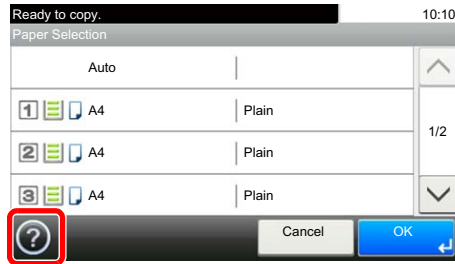 Ready to copy. 10:10
Paper Selection
Auto
1 A4 Plain
1/2
2 A4 Plain
3 A4 Plain
? Cancel OK